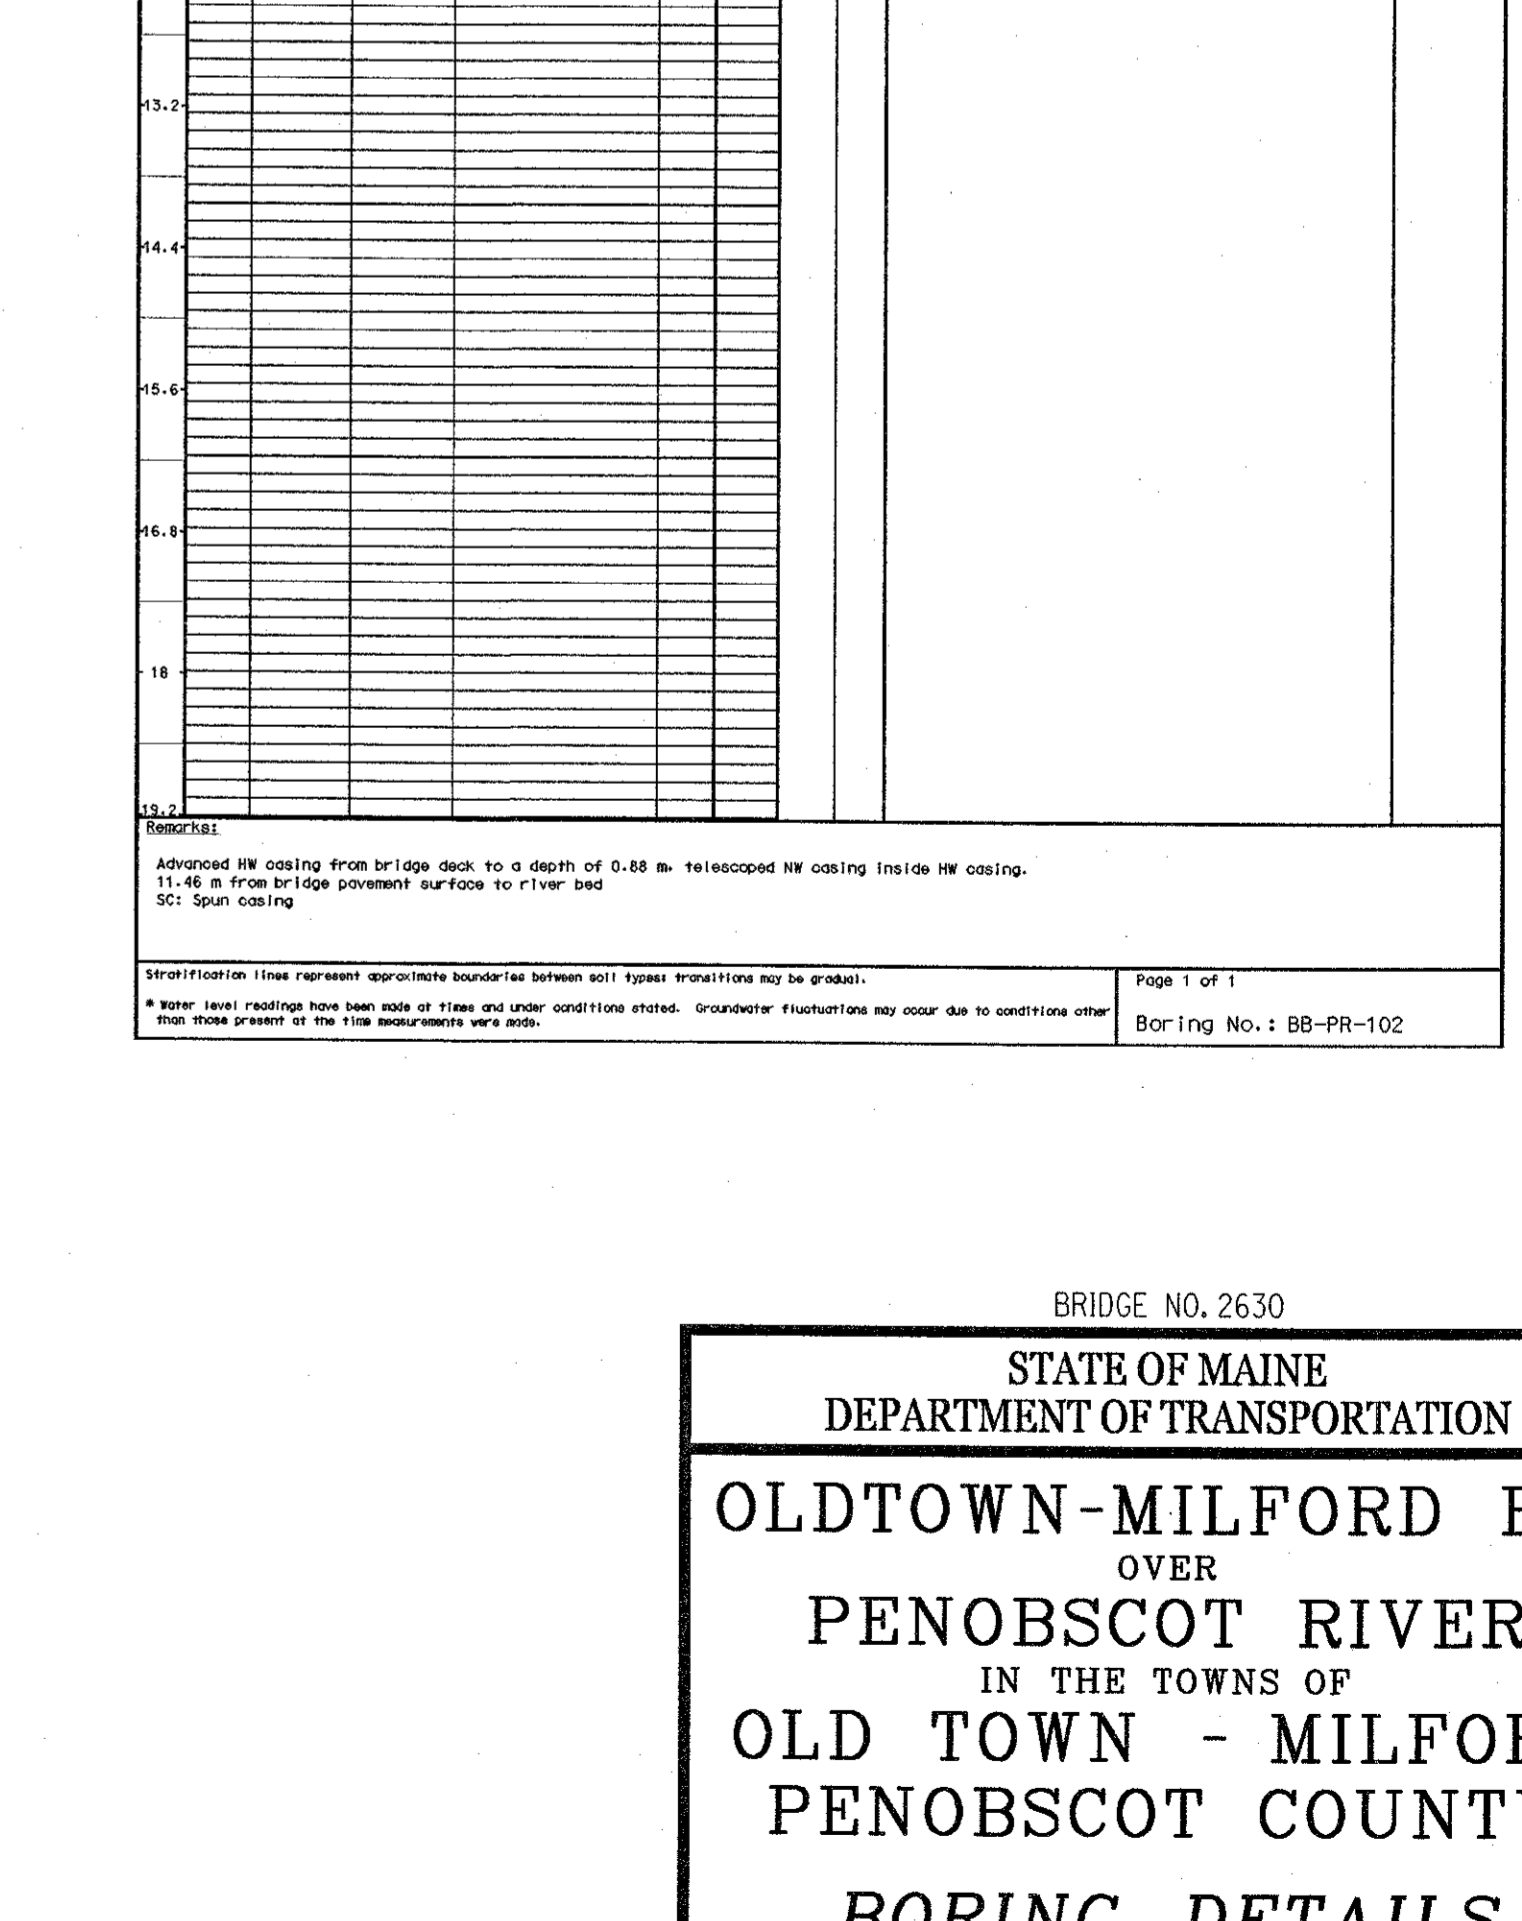 13.2
14.4
15.6
16.8
18
19.2
Remarks:
Advanced HW casing from bridge deck to a depth of 0.88 m. telescoped NW casing inside HW casing.
11.46 m from bridge pavement surface to river bed
SC: Spun casing
Stratification lines represent approximate boundaries between soil types; transitions may be gradual.
* Water level readings have been made at times and under conditions stated. Groundwater fluctuations may occur due to conditions other
than those present at the time measurements were made.
Page 1 of 1
Boring No.: BB-PR-102
BRIDGE NO. 2630
STATE OF MAINE
DEPARTMENT OF TRANSPORTATION
OLDTOWN-MILFORD
OVER
PENOBSCOT RIVER
IN THE TOWNS OF
OLD TOWN - MILFOR
PENOBSCOT COUNTY
BORING DETAILS